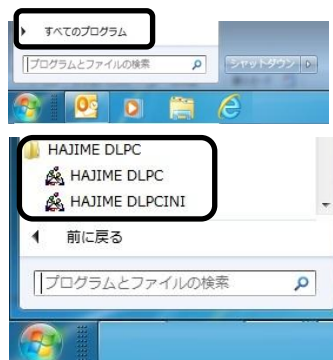 すべてのプログラム
プログラムとファイルの検索
シャットダウン
HAJIME DLPC
HAJIME DLPC
HAJIME DLPCINI
前に戻る
プログラムとファイルの検索